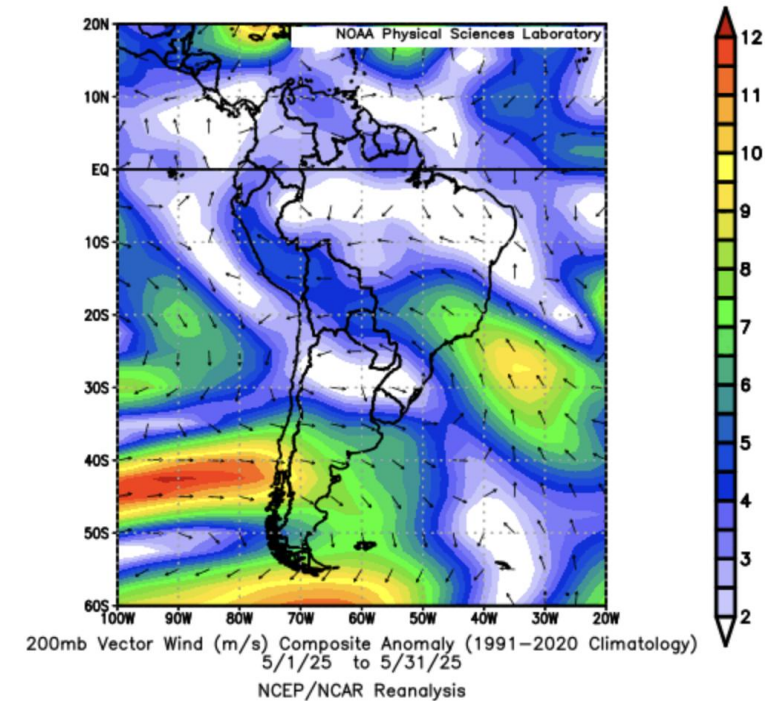 NOAA Physical Sciences Laboratory
20N
10N
EQ
10S
20S
30S
40S
50S
60S
100W 90W 80W 70W 60W 50W 40W 30W 20W
12
11
10
9
8
7
6
5
4
3
2
200mb Vector Wind (m/s) Composite Anomaly (1991-2020 Climatology)
5/1/25 to 5/31/25
NCEP/NCAR Reanalysis